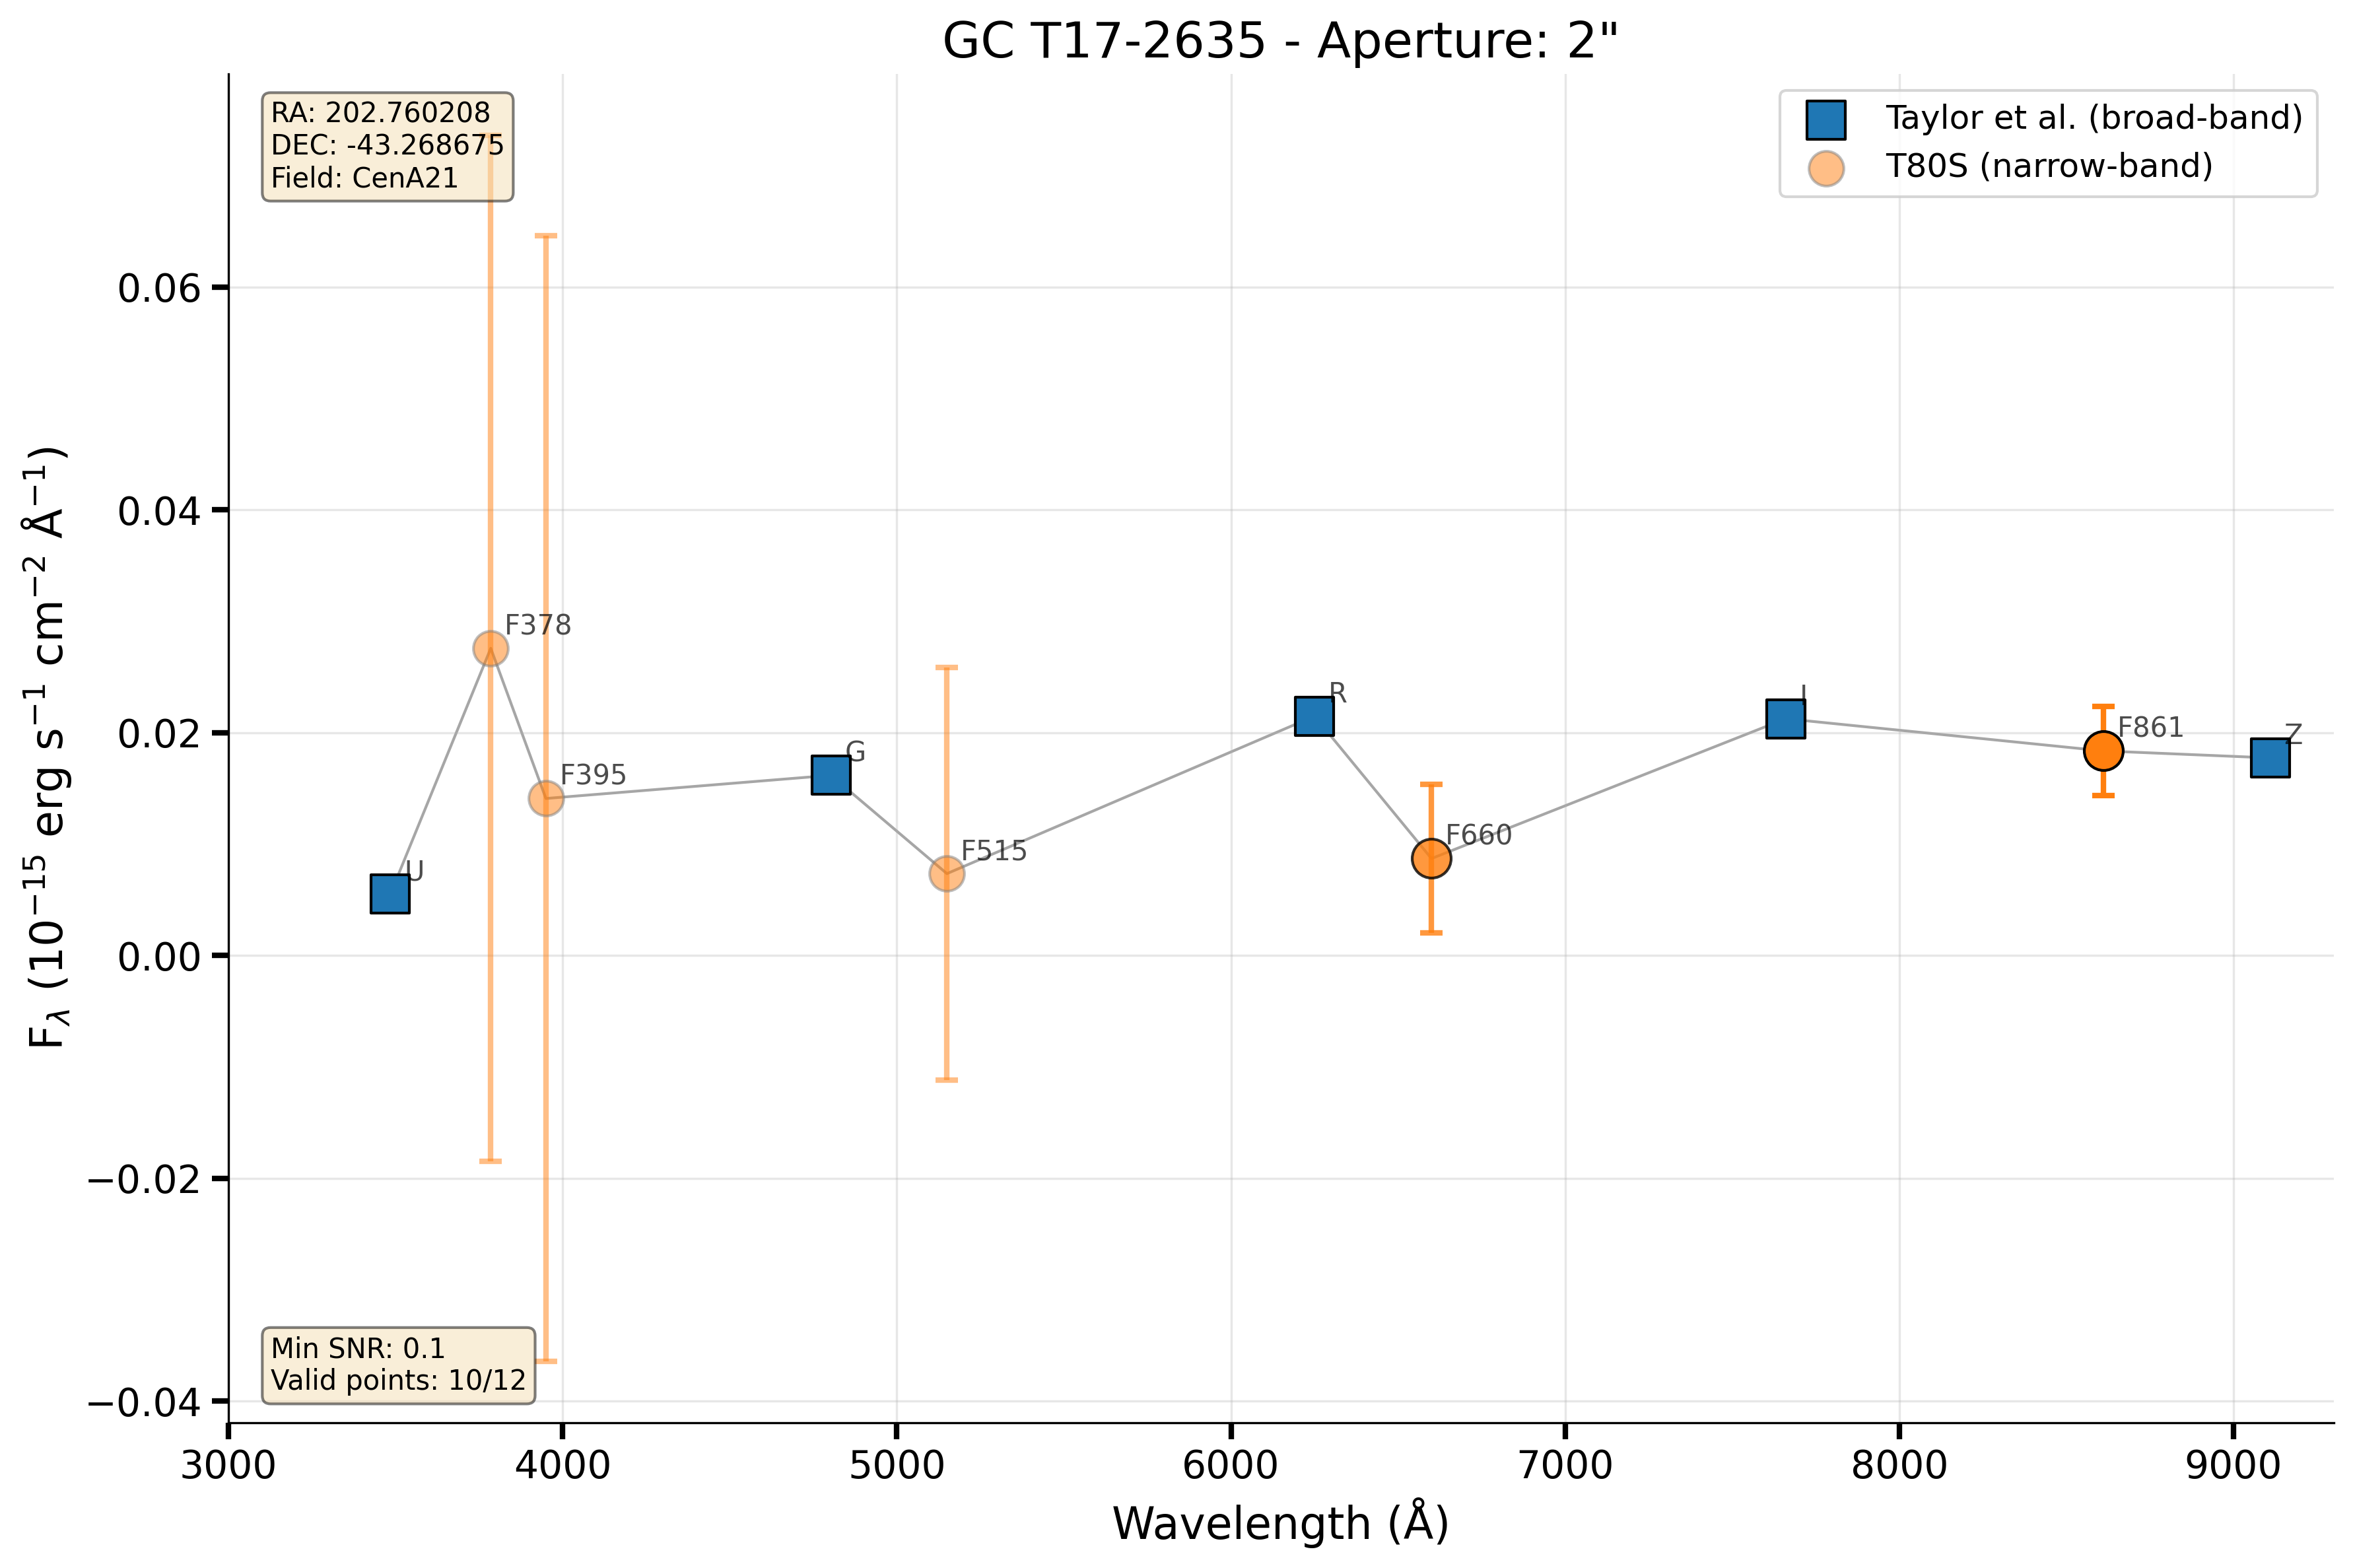 GC T17-2635 - Aperture: 2"
RA: 202.760208
DEC: -43.268675
Field: CenA21
Taylor et al. (broad-band)
T80S (narrow-band)
F_λ (10⁻¹⁵ erg s⁻¹ cm⁻² Å⁻¹)
0.06
0.04
0.02
0.00
−0.02
−0.04
U
F378
F395
G
F515
R
F660
I
F861
Z
Min SNR: 0.1
Valid points: 10/12
3000 4000 5000 6000 7000 8000 9000
Wavelength (Å)